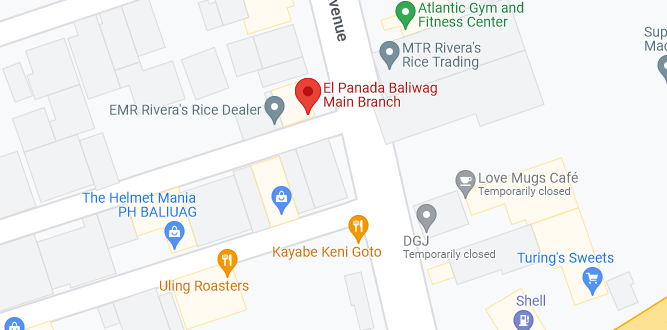 Atlantic Gym and
Fitness Center
MTR Rivera's
Rice Trading
El Panada Baliwag
Main Branch
EMR Rivera's Rice Dealer
Love Mugs Café
Temporarily closed
The Helmet Mania
PH BALIUAG
DGJ
Temporarily closed
Kayabe Keni Goto
Turing's Sweets
Uling Roasters
Shell